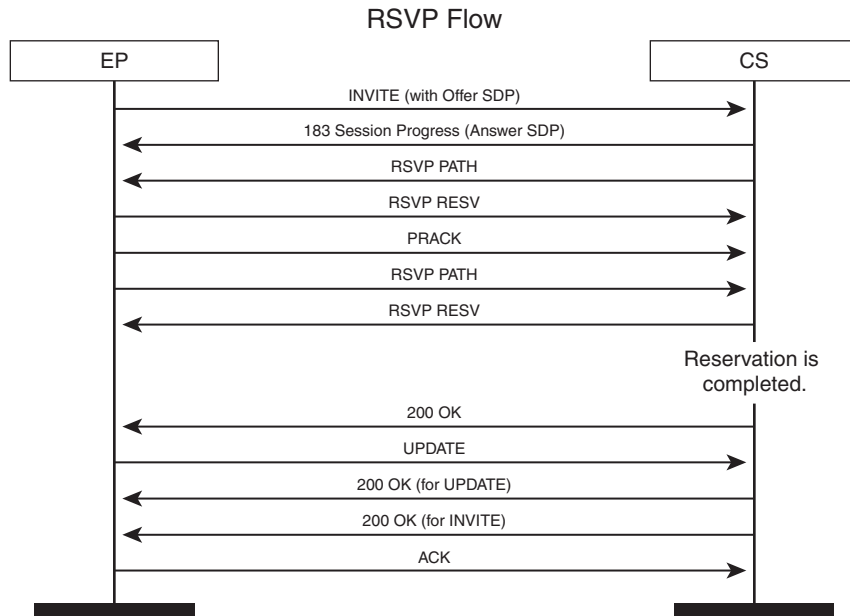 RSVP Flow
EP
CS
INVITE (with Offer SDP)
183 Session Progress (Answer SDP)
RSVP PATH
RSVP RESV
PRACK
RSVP PATH
RSVP RESV
Reservation is
completed.
200 OK
UPDATE
200 OK (for UPDATE)
200 OK (for INVITE)
ACK